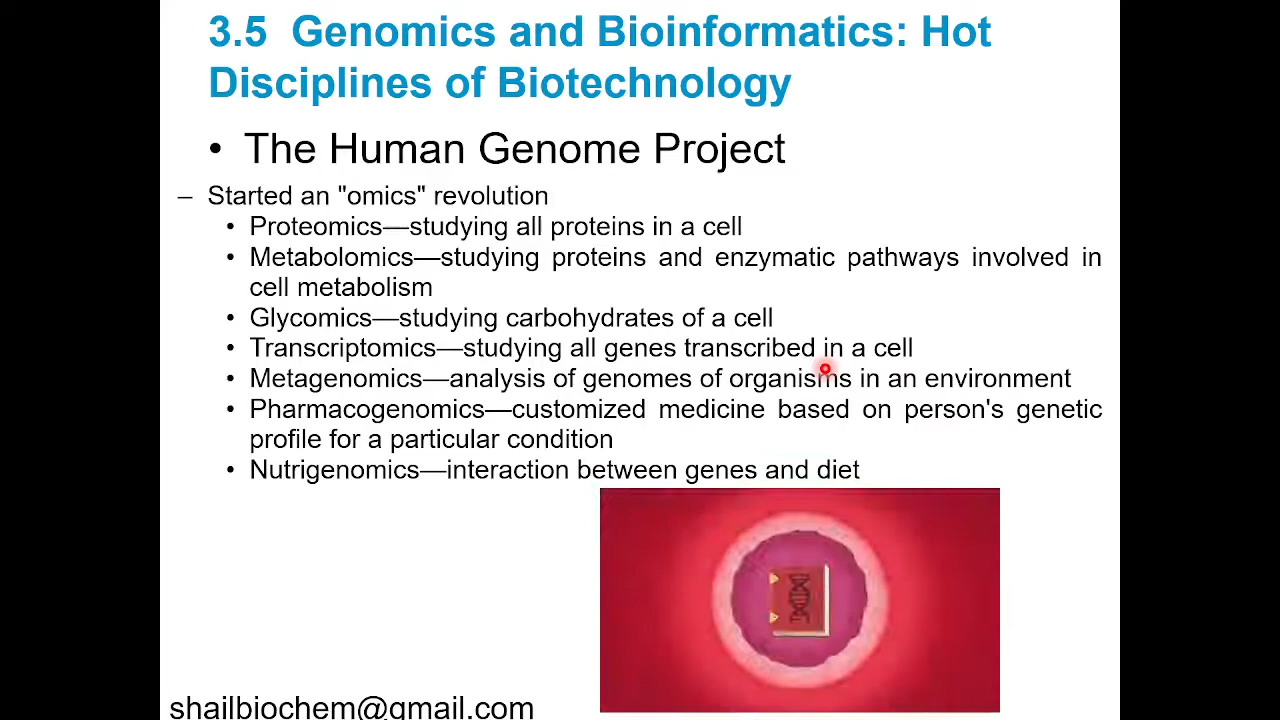 3.5 Genomics and Bioinformatics: Hot
Disciplines of Biotechnology
• The Human Genome Project
– Started an "omics" revolution
• Proteomics—studying all proteins in a cell
• Metabolomics—studying proteins and enzymatic pathways involved in
cell metabolism
• Glycomics—studying carbohydrates of a cell
• Transcriptomics—studying all genes transcribed in a cell
• Metagenomics—analysis of genomes of organisms in an environment
• Pharmacogenomics—customized medicine based on person's genetic
profile for a particular condition
• Nutrigenomics—interaction between genes and diet
shailbiochem@gmail.com